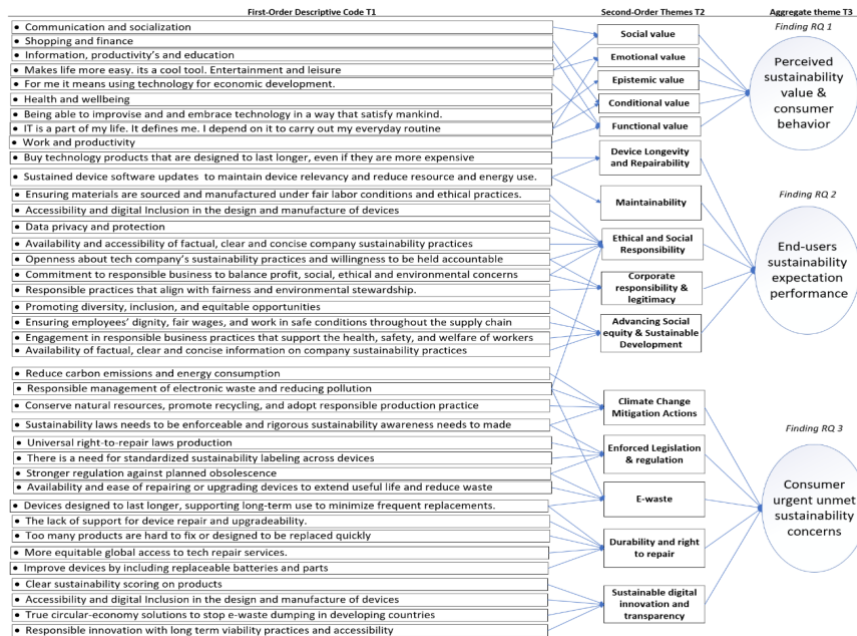 First-Order Descriptive Code T1
Communication and socialization
Shopping and finance
Information, productivity's and education
Makes life more easy. its a cool tool. Entertainment and leisure
For me it means using technology for economic development.
Health and wellbeing
Being able to improvise and and embrace technology in a way that satisfy mankind.
IT is a part of my life. It defines me. I depend on it to carry out my everyday routine
Work and productivity
Buy technology products that are designed to last longer, even if they are more expensive
Sustained device software updates to maintain device relevancy and reduce resource and energy use.
Ensuring materials are sourced and manufactured under fair labor conditions and ethical practices.
Accessibility and digital Inclusion in the design and manufacture of devices
Data privacy and protection
Availability and accessibility of factual, clear and concise company sustainability practices
Openness about tech company's sustainability practices and willingness to be held accountable
Commitment to responsible business to balance profit, social, ethical and environmental concerns
Responsible practices that align with fairness and environmental stewardship.
Promoting diversity, inclusion, and equitable opportunities
Ensuring employees' dignity, fair wages, and work in safe conditions throughout the supply chain
Engagement in responsible business practices that support the health, safety, and welfare of workers
Availability of factual, clear and concise information on company sustainability practices
Reduce carbon emissions and energy consumption
Responsible management of electronic waste and reducing pollution
Conserve natural resources, promote recycling, and adopt responsible production practice
Sustainability laws needs to be enforceable and rigorous sustainability awareness needs to made
Universal right-to-repair laws production
There is a need for standardized sustainability labeling across devices
Stronger regulation against planned obsolescence
Availability and ease of repairing or upgrading devices to extend useful life and reduce waste
Devices designed to last longer, supporting long-term use to minimize frequent replacements.
The lack of support for device repair and upgradeability.
Too many products are hard to fix or designed to be replaced quickly
More equitable global access to tech repair services.
Improve devices by including replaceable batteries and parts
Clear sustainability scoring on products
Accessibility and digital Inclusion in the design and manufacture of devices
True circular-economy solutions to stop e-waste dumping in developing countries
Responsible innovation with long term viability practices and accessibility
Second-Order Themes T2
Social value
Emotional value
Epistemic value
Conditional value
Functional value
Device Longevity
and Repairability
Maintainability
Ethical and Social
Responsibility
Corporate
responsibility &
legitimacy
Advancing Social
equity & Sustainable
Development
Climate Change
Mitigation Actions
Enforced Legislation
& regulation
E-waste
Durability and right
to repair
Sustainable digital
innovation and
transparency
Aggregate theme T3
Finding RQ 1
Perceived
sustainability
value &
consumer
behavior
Finding RQ 2
End-users
sustainability
expectation
performance
Finding RQ 3
Consumer
urgent unmet
sustainability
concerns